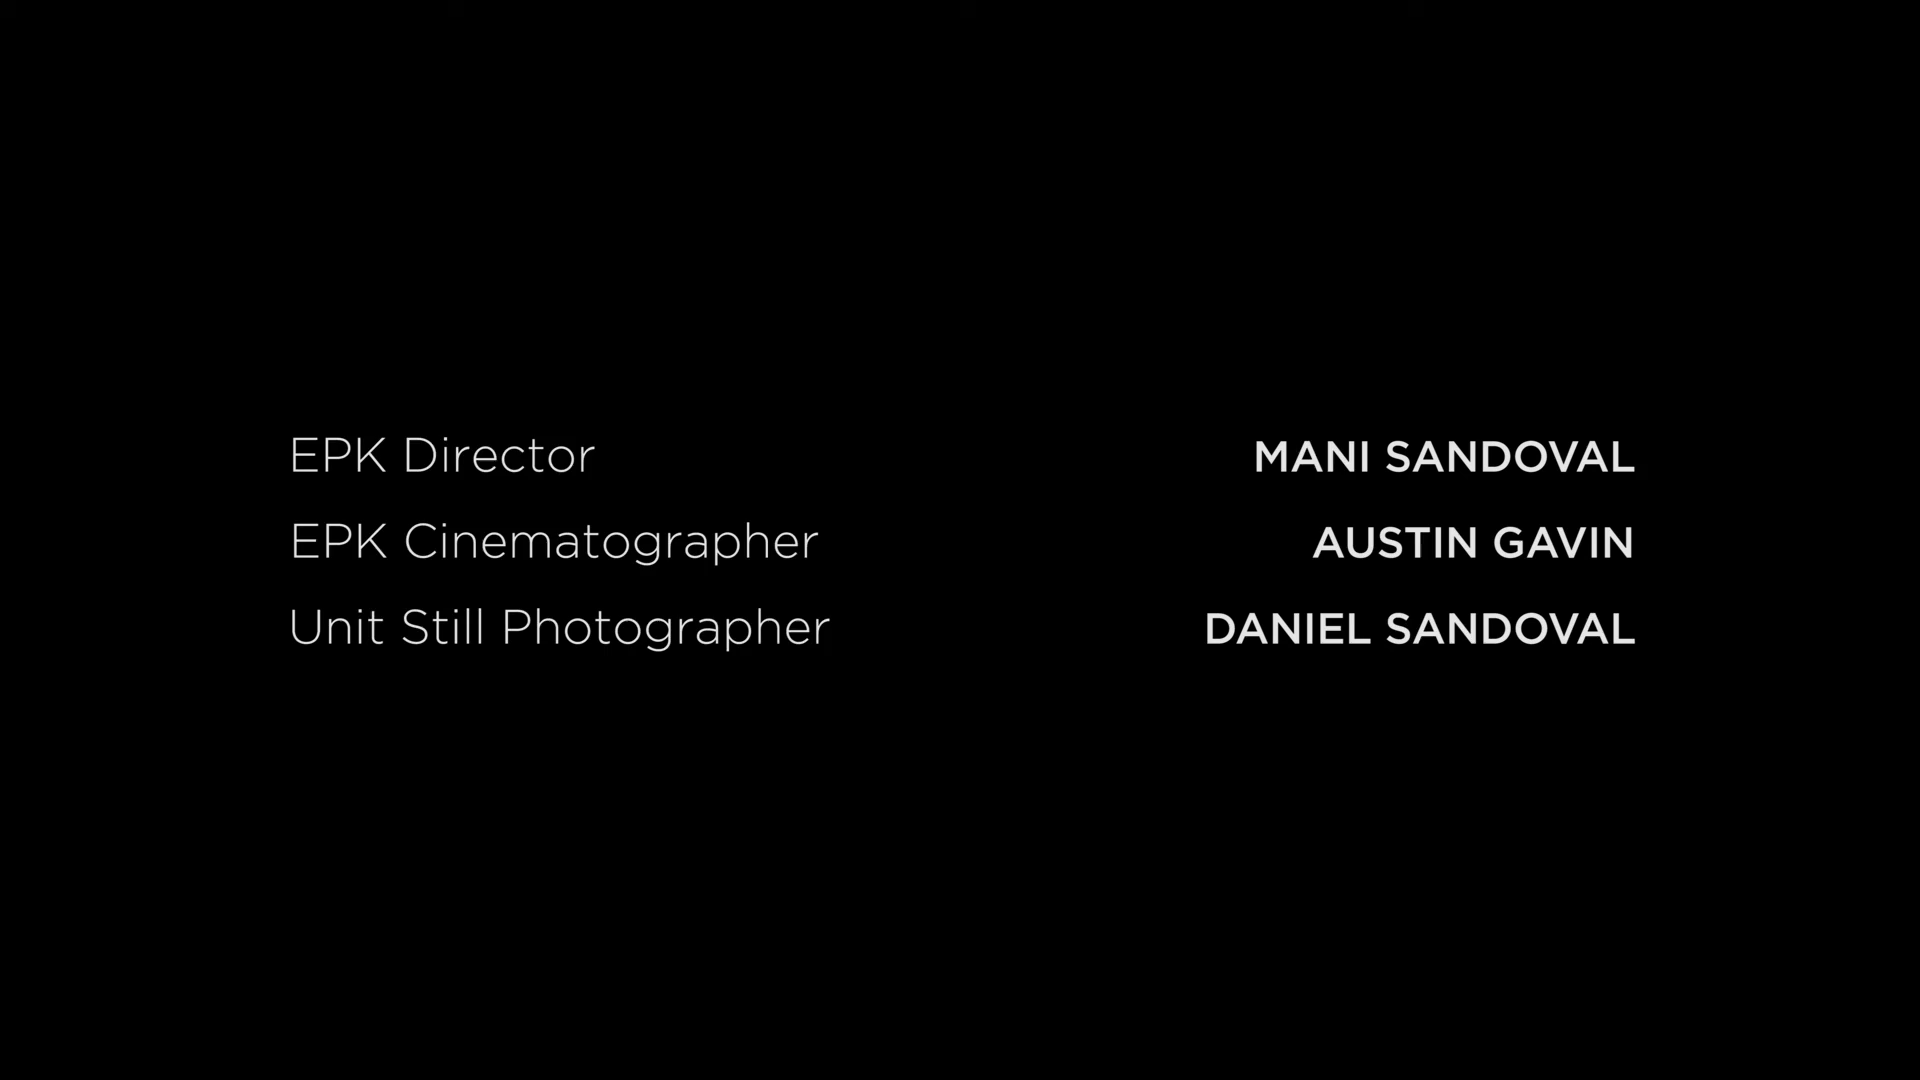 EPK Director MANI SANDOVAL
EPK Cinematographer AUSTIN GAVIN
Unit Still Photographer DANIEL SANDOVAL